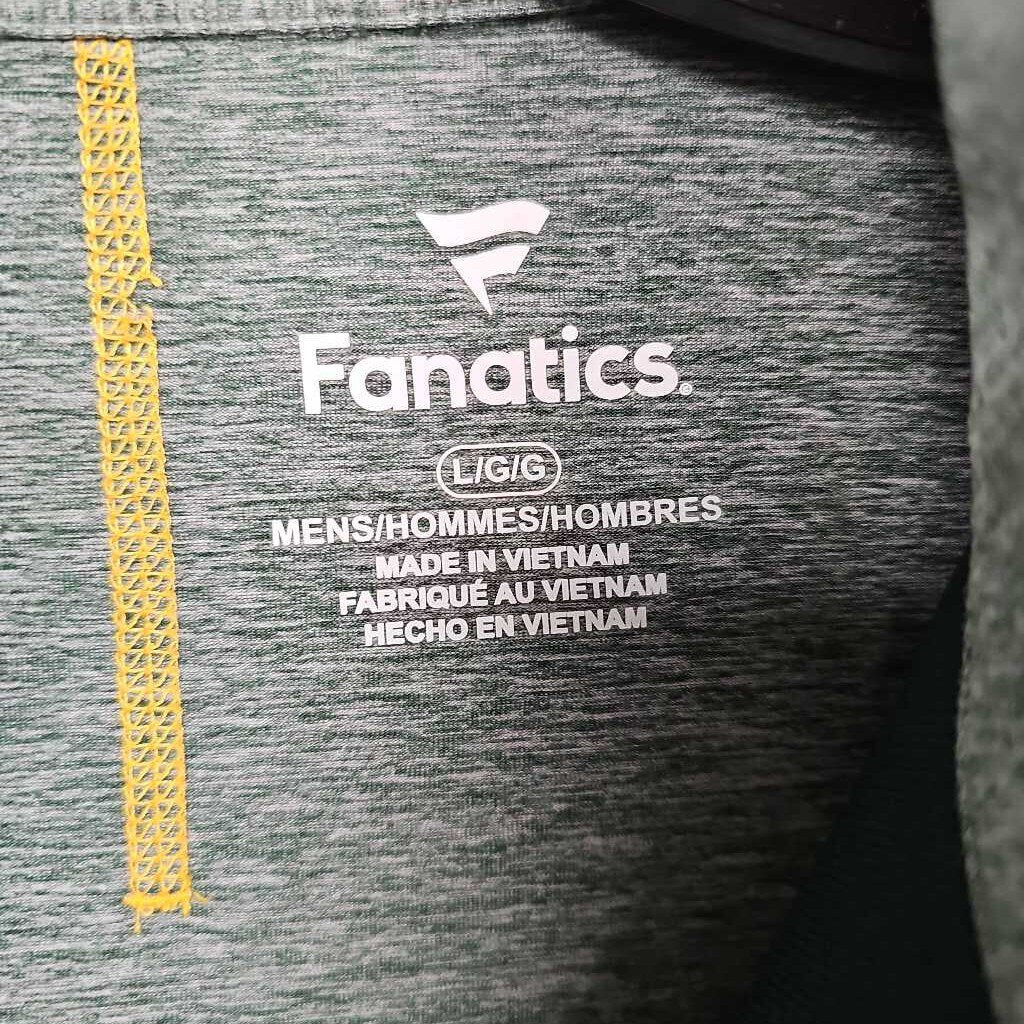 Fanatics®
L/G/G
MENS/HOMMES/HOMBRES
MADE IN VIETNAM
FABRIQUÉ AU VIETNAM
HECHO EN VIETNAM